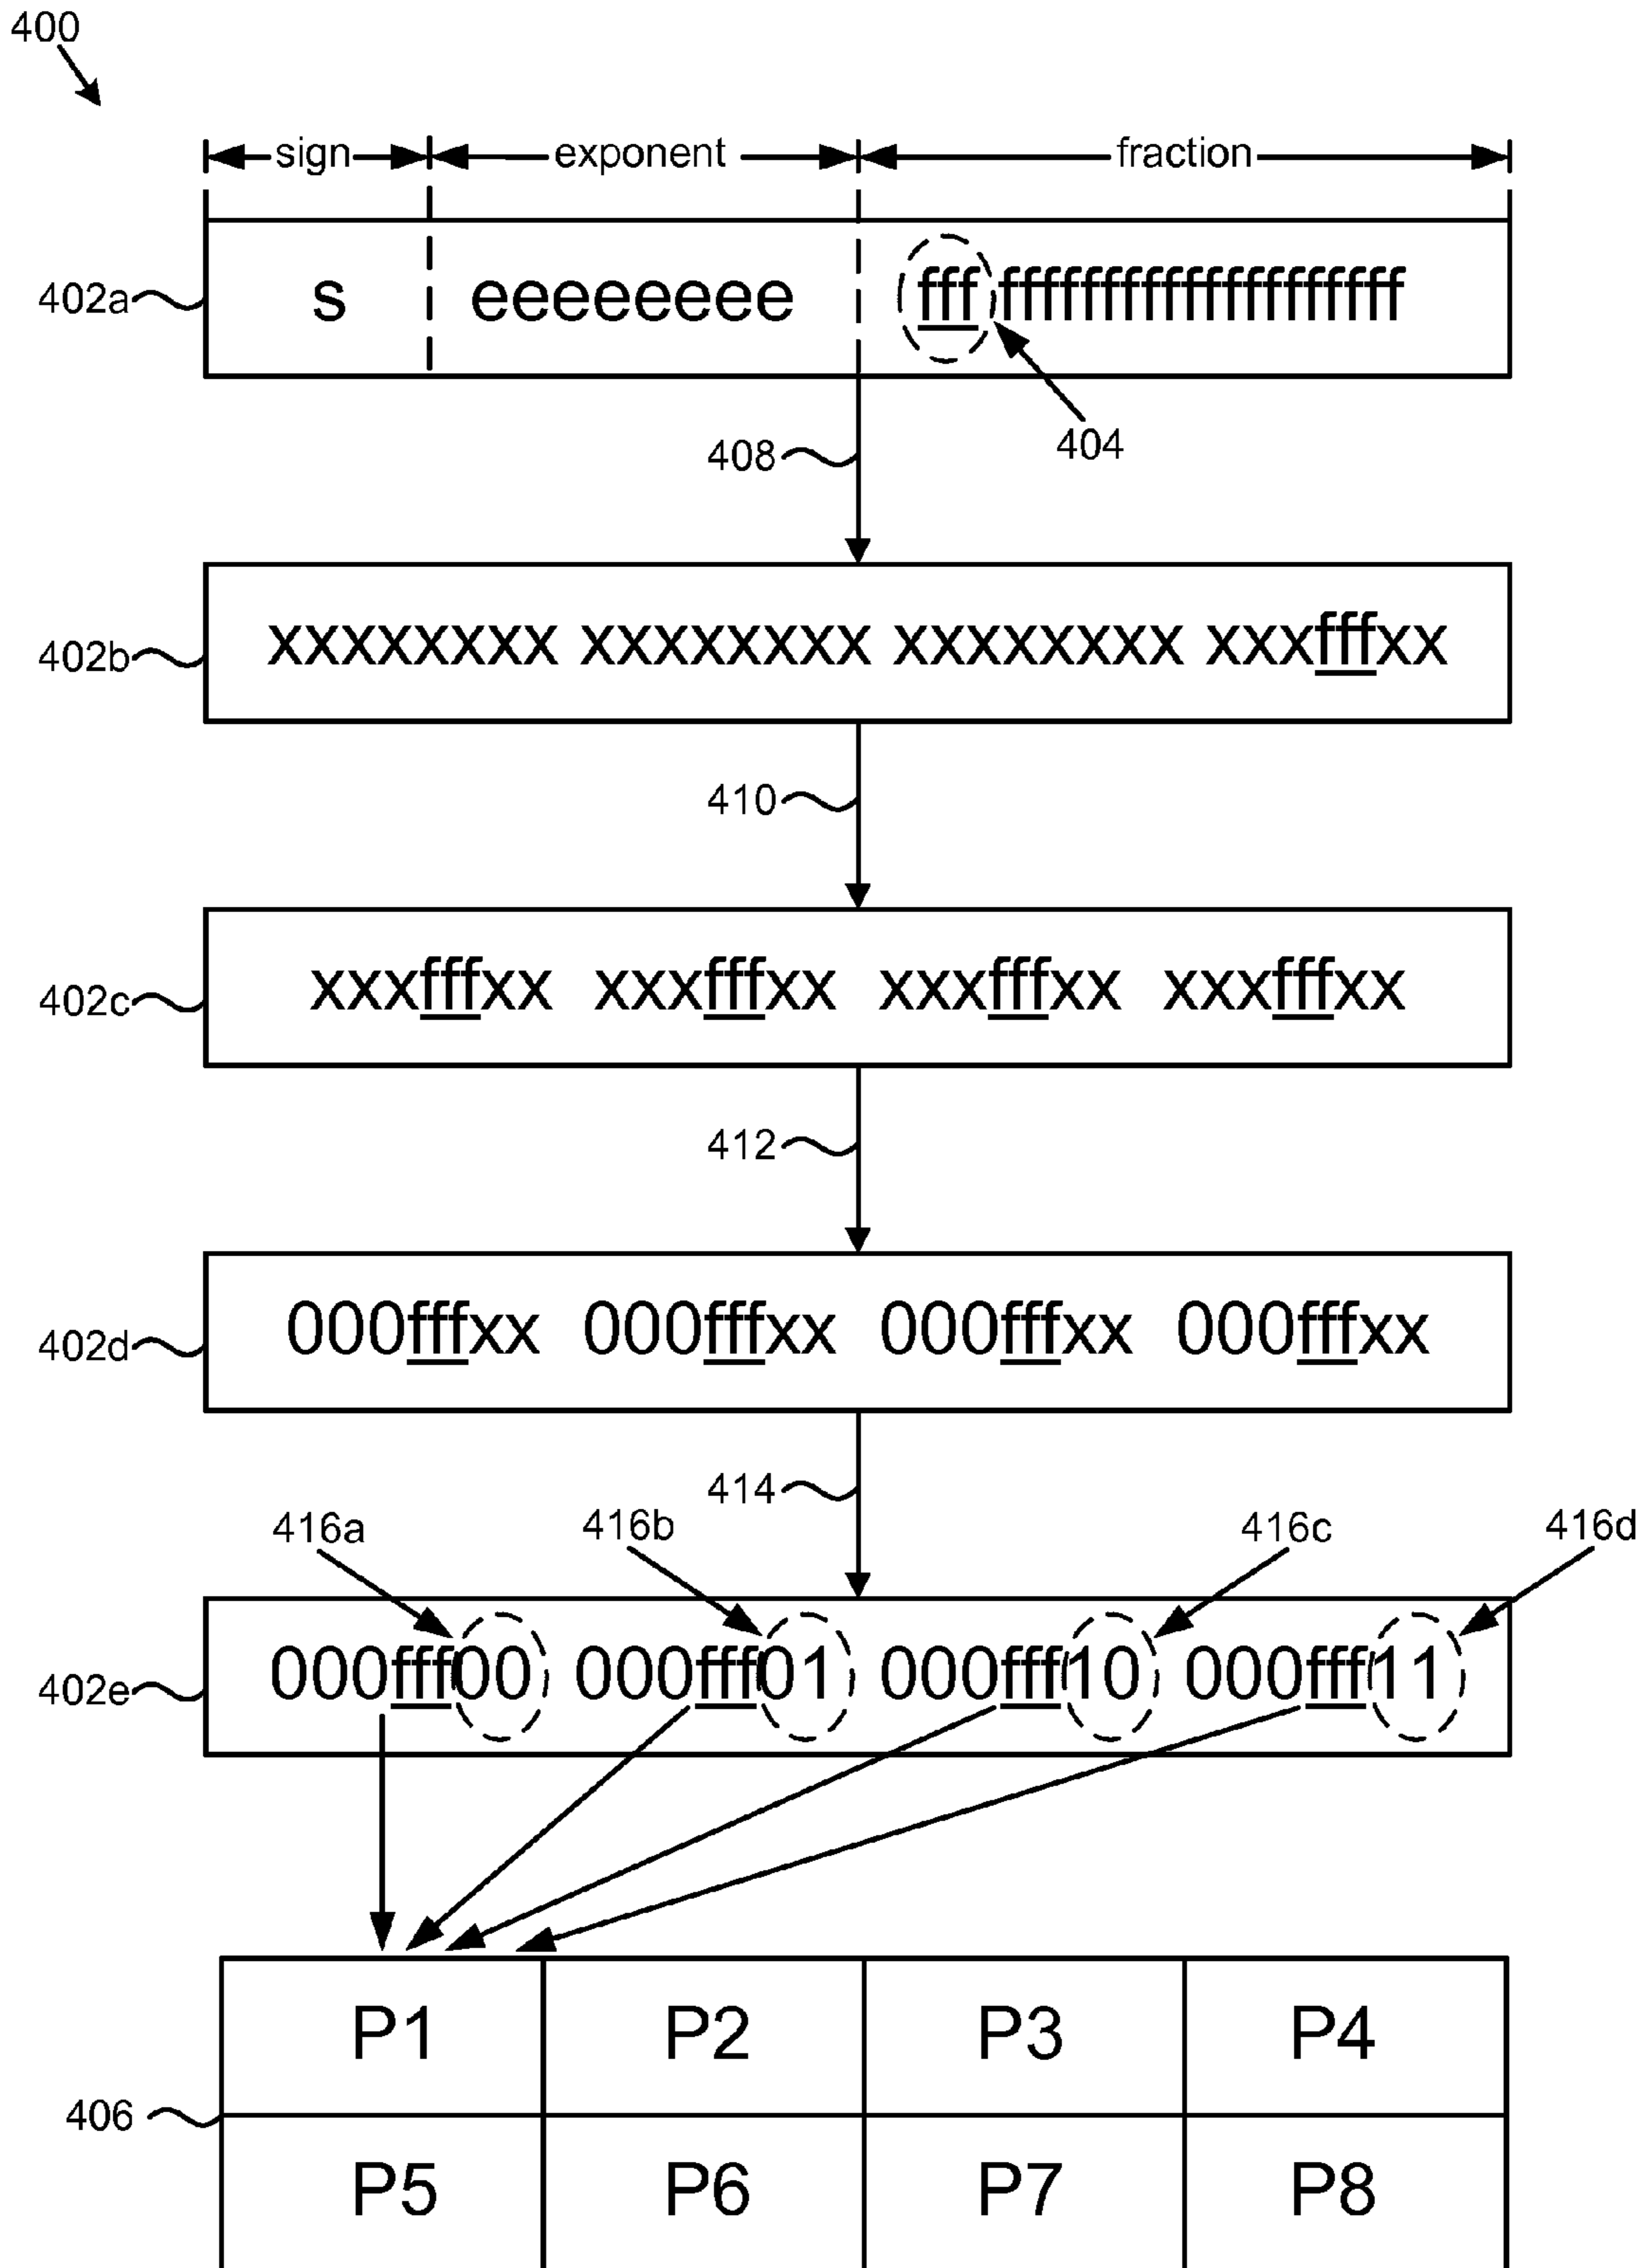 400
sign exponent fraction
402a s eeeeeeee fff ffffffffffffffffffff
408 404
402b xxxxxxxx xxxxxxxx xxxxxxxx xxxfffxx
410
402c xxxfffxx xxxfffxx xxxfffxx xxxfffxx
412
402d 000fffxx 000fffxx 000fffxx 000fffxx
414
416a 416b 416c 416d
402e 000fff00 000fff01 000fff10 000fff11
P1 P2 P3 P4
406
P5 P6 P7 P8